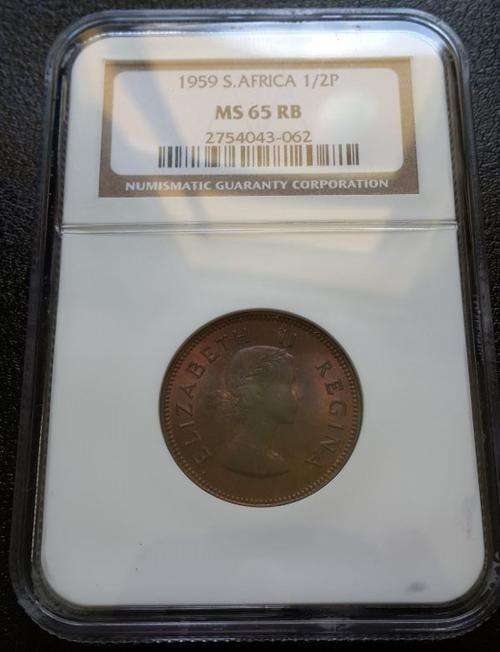 1959 S.AFRICA 1/2P
MS 65 RB
2754043-062
NUMISMATIC GUARANTY CORPORATION
ELIZABETH II REGINA